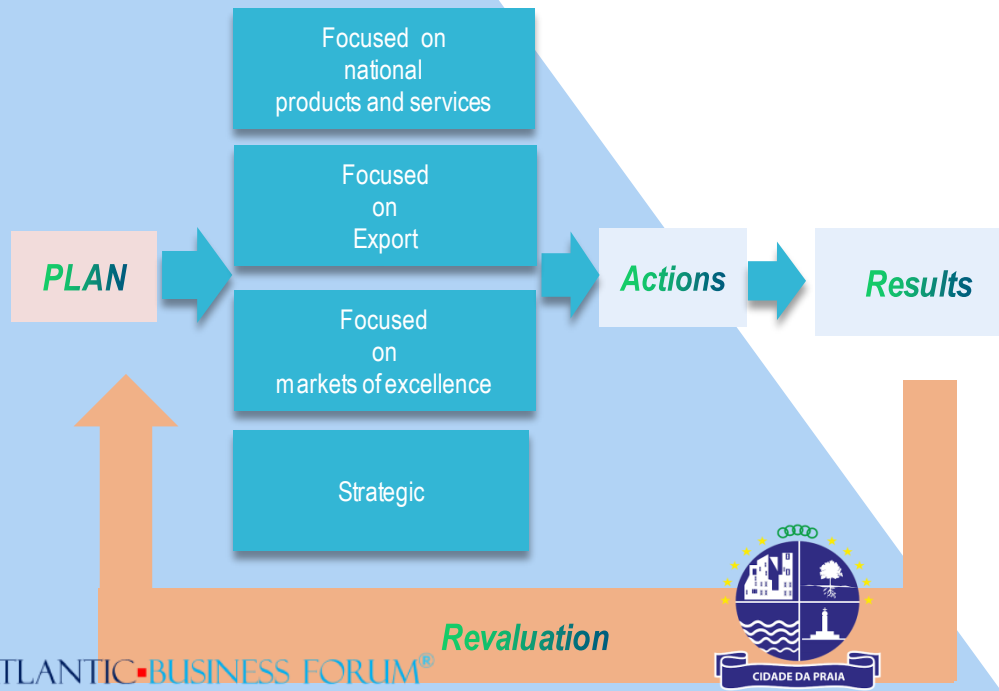 Focused on
national
products and services
Focused
on
Export
PLAN
Actions
Results
Focused
on
markets of excellence
Strategic
Revaluation
TLANTIC BUSINESS FORUM®
CIDADE DA PRAIA